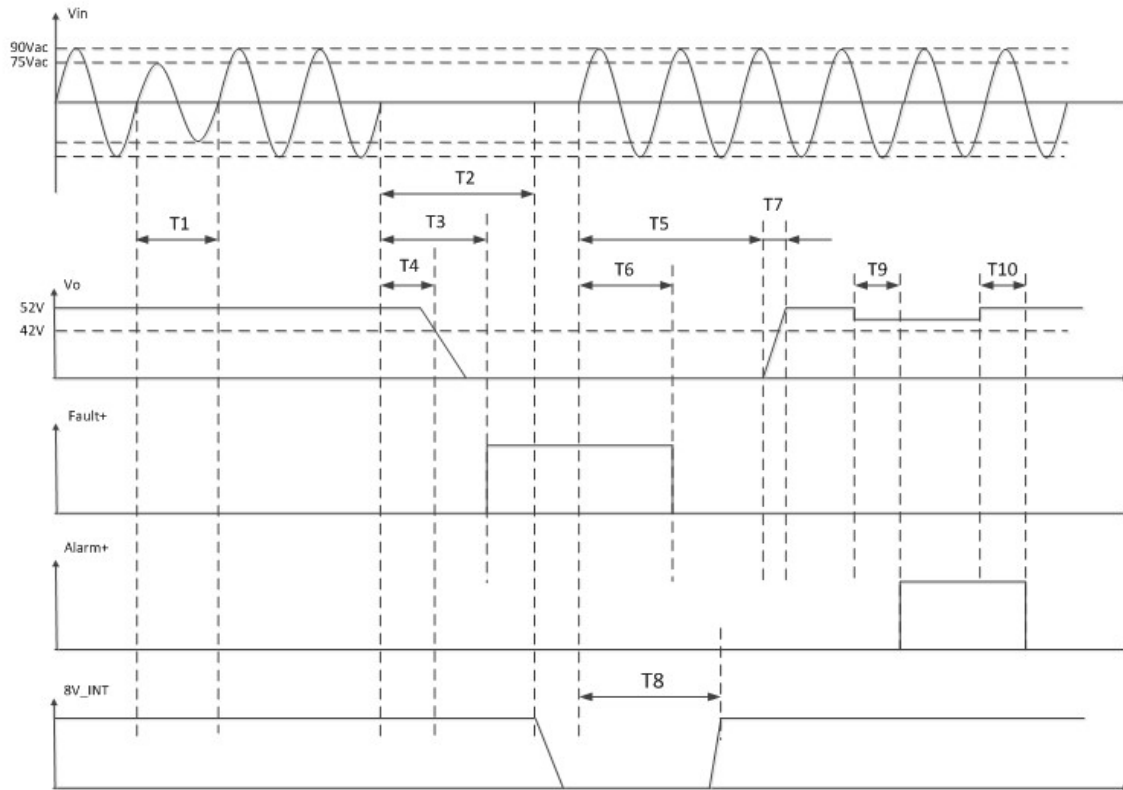 Vin
90Vac
75Vac
T2
T7
T1
T3
T5
T4
T6
T9
T10
Vo
52V
42V
Fault+
Alarm+
8V_INT
T8